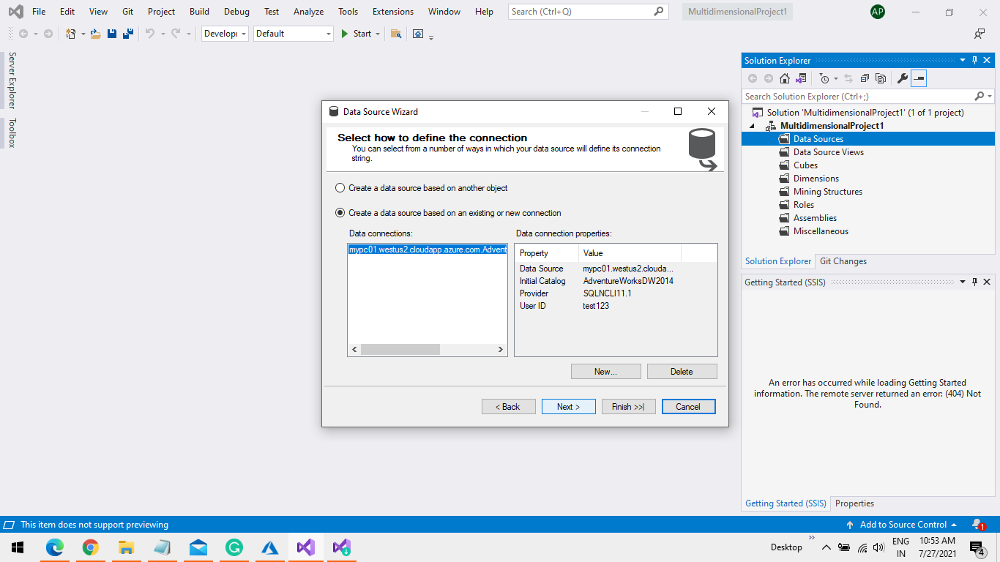 File Edit View Git Project Build Debug Test Analyze Tools Extensions Window Help Search (Ctrl+Q) MultidimensionalProject1 AP
Developı Default Start
Server Explorer
Toolbox
Data Source Wizard
Select how to define the connection
You can select from a number of ways in which your data source will define its connection
string.
Create a data source based on another object
Create a data source based on an existing or new connection
Data connections:
mypc01.westus2.cloudapp.azure.com.Advent
Data connection properties:
Property Value
Data Source mypc01.westus2.clouda...
Initial Catalog AdventureWorksDW2014
Provider SQLNCLI11.1
User ID test123
New... Delete
< Back Next > Finish >>| Cancel
Solution Explorer
Search Solution Explorer (Ctrl+;)
Solution 'MultidimensionalProject1' (1 of 1 project)
MultidimensionalProject1
Data Sources
Data Source Views
Cubes
Dimensions
Mining Structures
Roles
Assemblies
Miscellaneous
Solution Explorer Git Changes
Getting Started (SSIS)
An error has occurred while loading Getting Started
information. The remote server returned an error: (404) Not
Found.
Getting Started (SSIS) Properties
This item does not support previewing
Add to Source Control 1
Desktop
ENG
IN
10:53 AM
7/27/2021
4